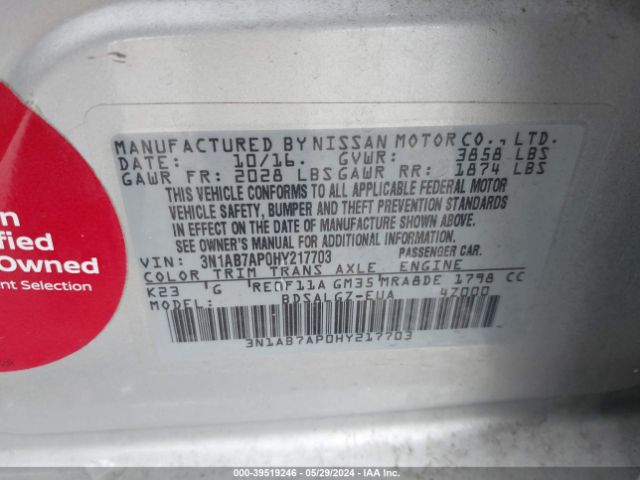 MANUFACTURED BY NISSAN MOTOR CO., LTD.
DATE: 10/16. GVWR: 3858 LBS
GAWR FR: 2028 LBS GAWR RR: 1874 LBS
THIS VEHICLE CONFORMS TO ALL APPLICABLE FEDERAL MOTOR
VEHICLE SAFETY, BUMPER AND THEFT PREVENTION STANDARDS
IN EFFECT ON THE DATE OF MANUFACTURE SHOWN ABOVE.
SEE OWNER'S MANUAL FOR ADDITIONAL INFORMATION.
VIN: 3N1AB7AP0HY217703 PASSENGER CAR.
COLOR TRIM TRANS AXLE ENGINE
K23 G RE0F11A GM35 MRA8DE 1798 CC
MODEL: BDSALGZ-EUA 47000
3N1AB7AP0HY217703
Owned
Selection
000-39519246 - 05/29/2024 - IAA Inc.